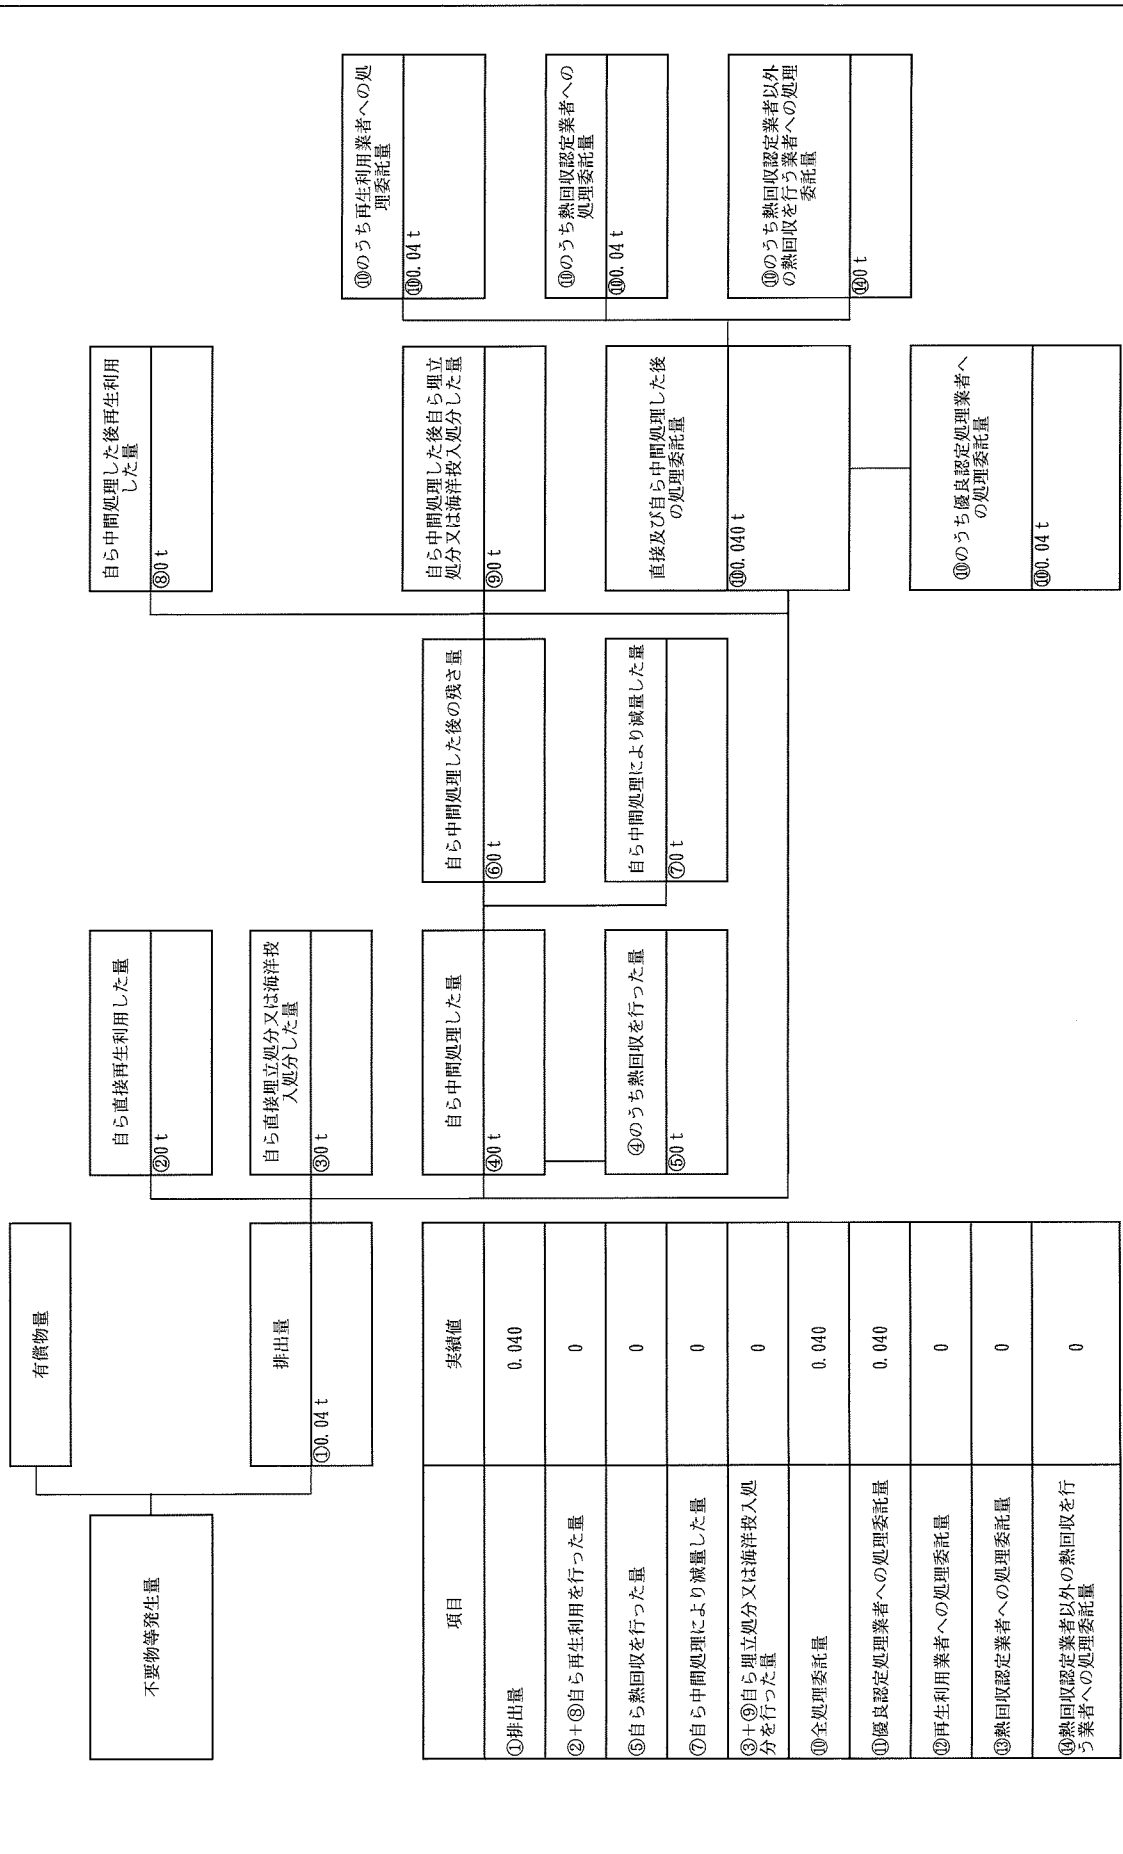 有償物量
不要物等発生量
排出量
①0.04 t
自ら直接再生利用した量
②0 t
自ら直接埋立処分又は海洋投
入処分した量
③0 t
自ら中間処理した量
④0 t
④のうち熱回収を行った量
⑤0 t
自ら中間処理した後の残さ量
⑥0 t
自ら中間処理により減量した量
⑦0 t
自ら中間処理した後再生利用
した量
⑧0 t
自ら中間処理した後自ら埋立
処分又は海洋投入処分した量
⑨0 t
直接及び自ら中間処理した後
の処理委託量
⑩0.040 t
⑩のうち優良認定処理業者へ
の処理委託量
⑩0.04 t
⑩のうち再生利用業者への処
理委託量
⑩0.04 t
⑩のうち熱回収認定業者への
処理委託量
⑩0.04 t
⑩のうち熱回収認定業者以外
の熱回収を行う業者への処理
委託量
⑭0 t
項目 実績値
①排出量 0.040
②+⑧自ら再生利用を行った量 0
⑤自ら熱回収を行った量 0
⑦自ら中間処理により減量した量 0
③+⑨自ら埋立処分又は海洋投入処
分を行った量 0
⑩全処理委託量 0.040
⑪優良認定処理業者への処理委託量 0.040
⑫再生利用業者への処理委託量 0
⑬熱回収認定業者への処理委託量 0
⑭熱回収認定業者以外の熱回収を行
う業者への処理委託量 0